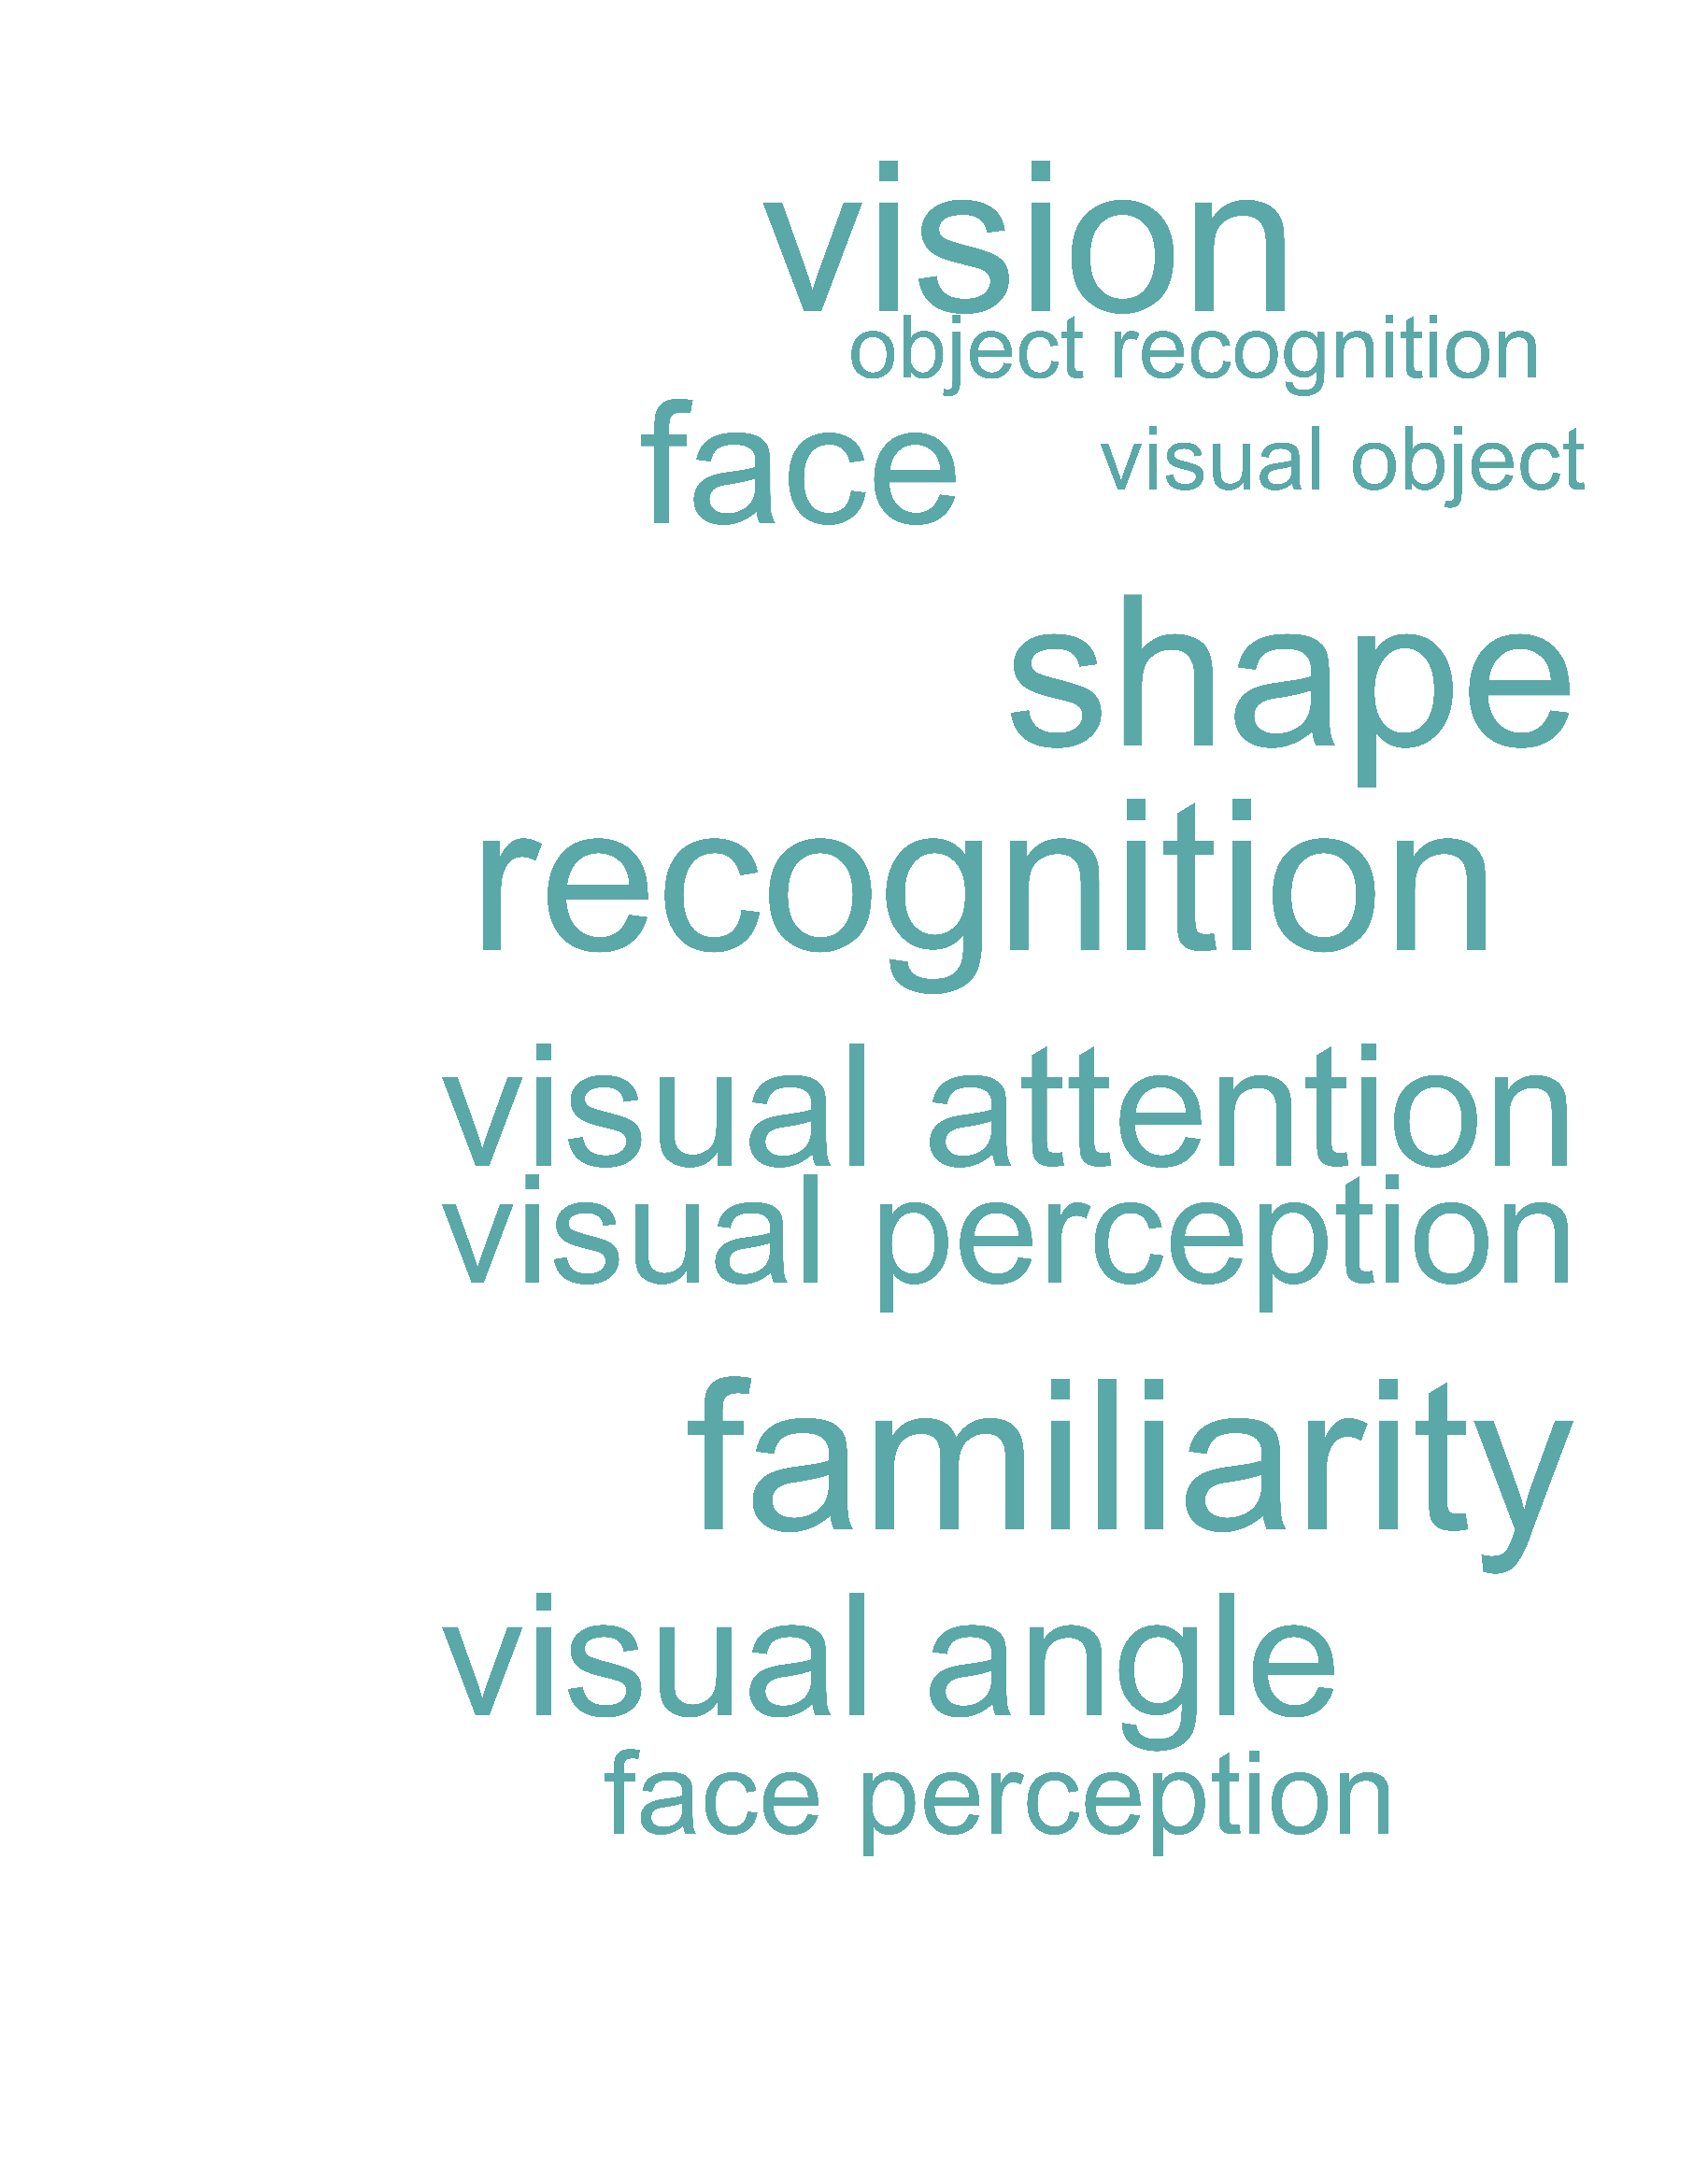 vision
object recognition
face
visual object
shape
recognition
visual attention
visual perception
familiarity
visual angle
face perception